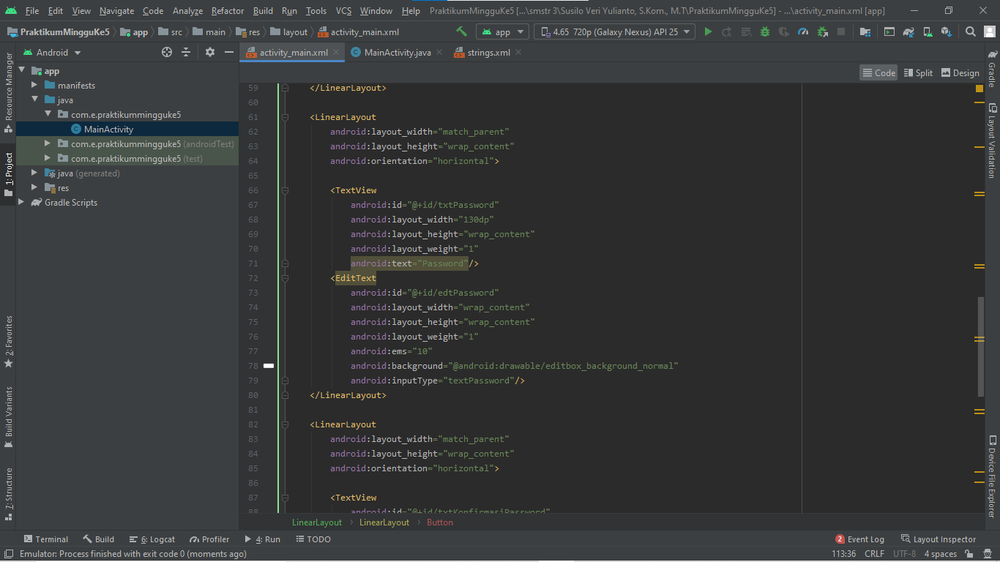 File Edit View Navigate Code Analyze Refactor Build Run Tools VCS Window Help PraktikumMingguKe5 [...\smstr 3\Susilo Veri Yulianto, S.Kom., M.T\PraktikumMingguKe5] - ...\activity_main.xml [app]
PraktikumMingguKe5 app src main res layout activity_main.xml app 4.65 720p (Galaxy Nexus) API 25
Android activity_main.xml MainActivity.java strings.xml
Code Split Design
Resource Manager
1: Project
2: Favorites
Build Variants
7: Structure
app
manifests
java
com.e.praktikummingguke5
MainActivity
com.e.praktikummingguke5 (androidTest)
com.e.praktikummingguke5 (test)
java (generated)
res
Gradle Scripts
59 </LinearLayout>
60
61 <LinearLayout
62 android:layout_width="match_parent"
63 android:layout_height="wrap_content"
64 android:orientation="horizontal">
65
66 <TextView
67 android:id="@+id/txtPassword"
68 android:layout_width="130dp"
69 android:layout_height="wrap_content"
70 android:layout_weight="1"
71 android:text="Password"/>
72 <EditText
73 android:id="@+id/edtPassword"
74 android:layout_width="wrap_content"
75 android:layout_height="wrap_content"
76 android:layout_weight="1"
77 android:ems="10"
78 android:background="@android:drawable/editbox_background_normal"
79 android:inputType="textPassword"/>
80 </LinearLayout>
81
82 <LinearLayout
83 android:layout_width="match_parent"
84 android:layout_height="wrap_content"
85 android:orientation="horizontal">
86
87 <TextView
88 android:id="@+id/txtKonfirmasiPassword"
LinearLayout LinearLayout Button
Gradle
Layout Validation
Device File Explorer
Terminal Build 6: Logcat Profiler 4: Run TODO 2 Event Log Layout Inspector
Emulator: Process finished with exit code 0 (moments ago) 113:36 CRLF UTF-8 4 spaces